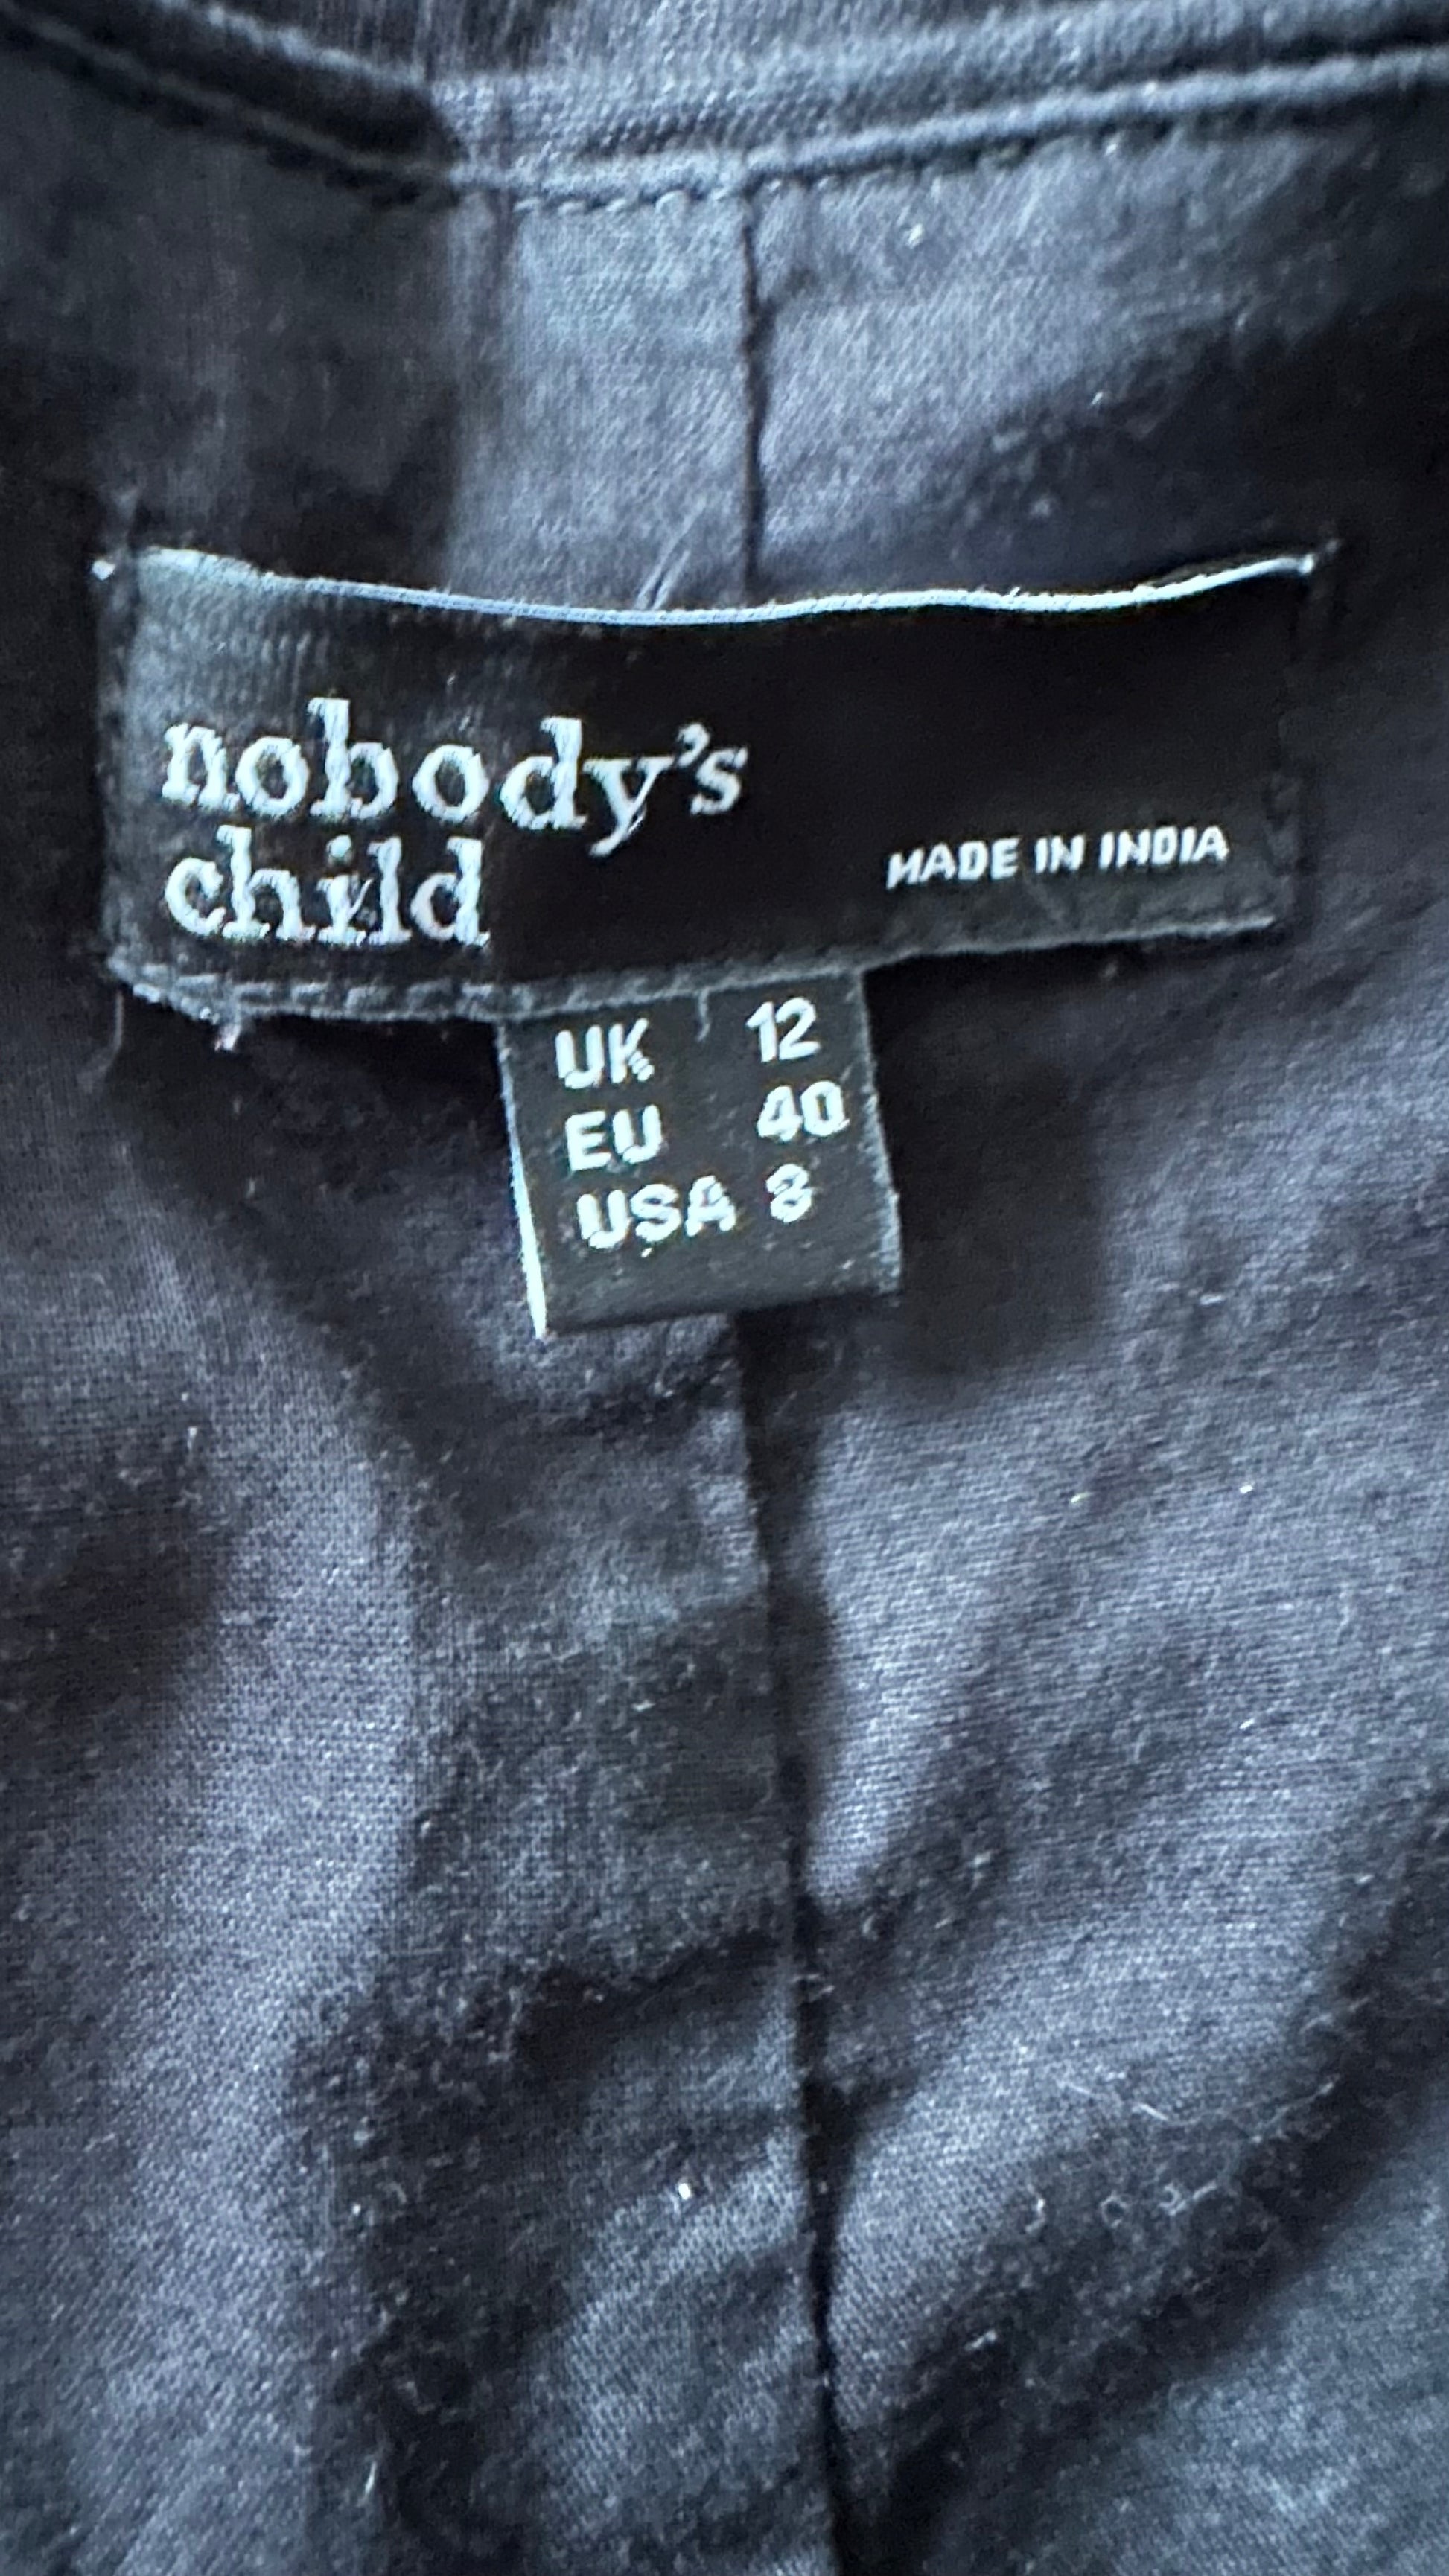 nobody's
child
MADE IN INDIA
UK 12
EU 40
USA 8